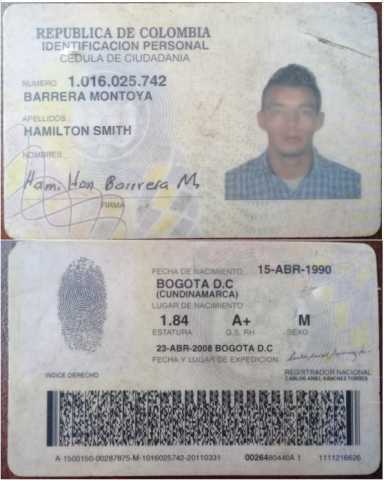 REPUBLICA DE COLOMBIA
IDENTIFICACION PERSONAL
CEDULA DE CIUDADANIA
NUMERO 1.016.025.742
BARRERA MONTOYA
APELLIDOS
HAMILTON SMITH
NOMBRES
Hamilton Barrera M.
FIRMA
FECHA DE NACIMIENTO 15-ABR-1990
BOGOTA D.C
(CUNDINAMARCA)
LUGAR DE NACIMIENTO
1.84 A+ M
ESTATURA G.S. RH SEXO
23-ABR-2008 BOGOTA D.C
FECHA Y LUGAR DE EXPEDICION
INDICE DERECHO
REGISTRADOR NACIONAL
CARLOS ARIEL SANCHEZ TORRES
A-1500150-00287875-M-1016025742-20110331 0026480440A 1 1111216626